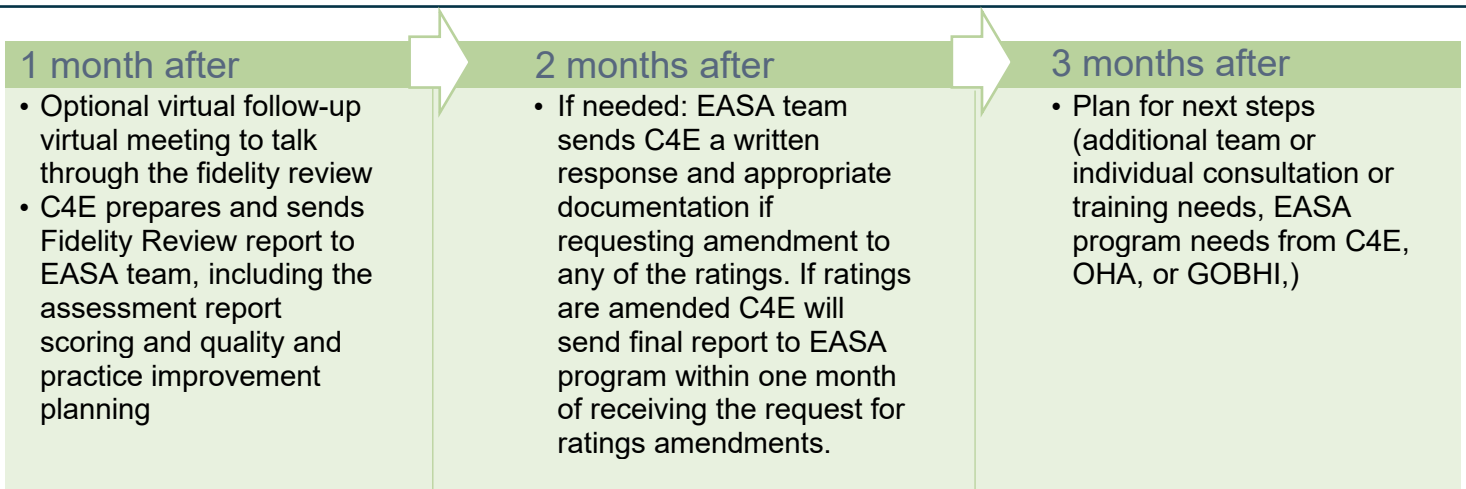 1 month after
• Optional virtual follow-up
virtual meeting to talk
through the fidelity review
• C4E prepares and sends
Fidelity Review report to
EASA team, including the
assessment report
scoring and quality and
practice improvement
planning
2 months after
• If needed: EASA team
sends C4E a written
response and appropriate
documentation if
requesting amendment to
any of the ratings. If ratings
are amended C4E will
send final report to EASA
program within one month
of receiving the request for
ratings amendments.
3 months after
• Plan for next steps
(additional team or
individual consultation or
training needs, EASA
program needs from C4E,
OHA, or GOBHI,)